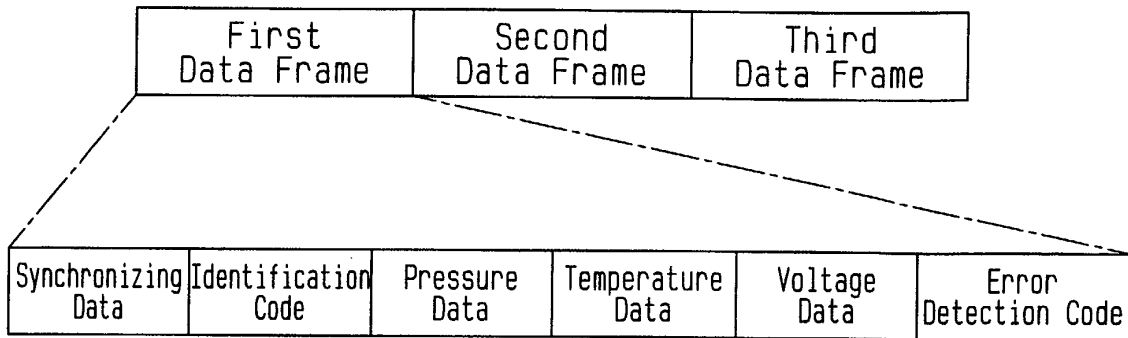 First
Data Frame
Second
Data Frame
Third
Data Frame
Synchronizing
Data
Identification
Code
Pressure
Data
Temperature
Data
Voltage
Data
Error
Detection Code